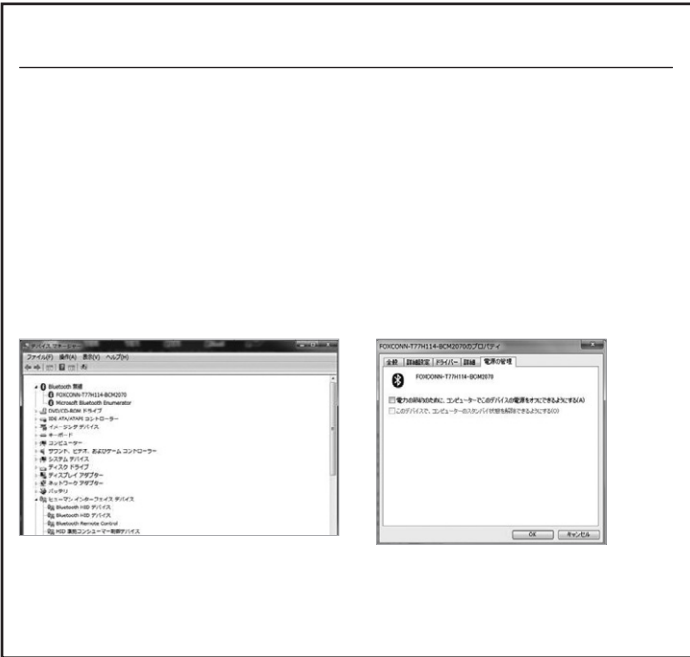 デバイス マネージャー
ファイル(F) 操作(A) 表示(V) ヘルプ(H)
Bluetooth 無線
FOXCONN-T77H114-BCM2070
Microsoft Bluetooth Enumerator
DVD/CD-ROM ドライブ
IDE ATA/ATAPI コントローラー
イメージング デバイス
キーボード
コンピューター
サウンド、ビデオ、およびゲーム コントローラー
システム デバイス
ディスク ドライブ
ディスプレイ アダプター
ネットワーク アダプター
バッテリ
ヒューマン インターフェイス デバイス
Bluetooth HID デバイス
Bluetooth HID デバイス
Bluetooth Remote Control
HID 準拠コンシューマー制御デバイス
FOXCONN-T77H114-BCM2070のプロパティ
全般 詳細設定 ドライバー 詳細 電源の管理
FOXCONN-T77H114-BCM2070
電力の節約のために、コンピューターでこのデバイスの電源をオフにできるようにする(A)
このデバイスで、コンピューターのスタンバイ状態を解除できるようにする(O)
OK キャンセル